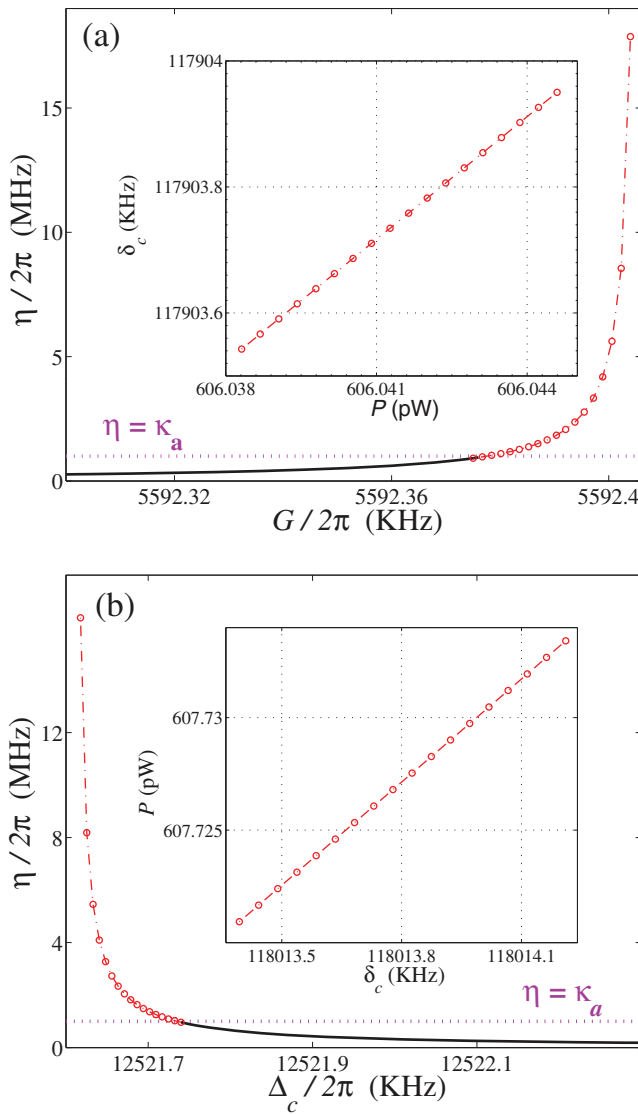 (a)
15
10
5
0
η / 2π (MHz)
117904
117903.8
117903.6
δc (KHz)
606.038
606.041
606.044
P (pW)
η = κa
5592.32
5592.36
5592.4
G / 2π (KHz)
(b)
12
8
4
0
η / 2π (MHz)
607.73
607.725
P (pW)
118013.5
118013.8
118014.1
δc (KHz)
η = κa
12521.7
12521.9
12522.1
Δc / 2π (KHz)